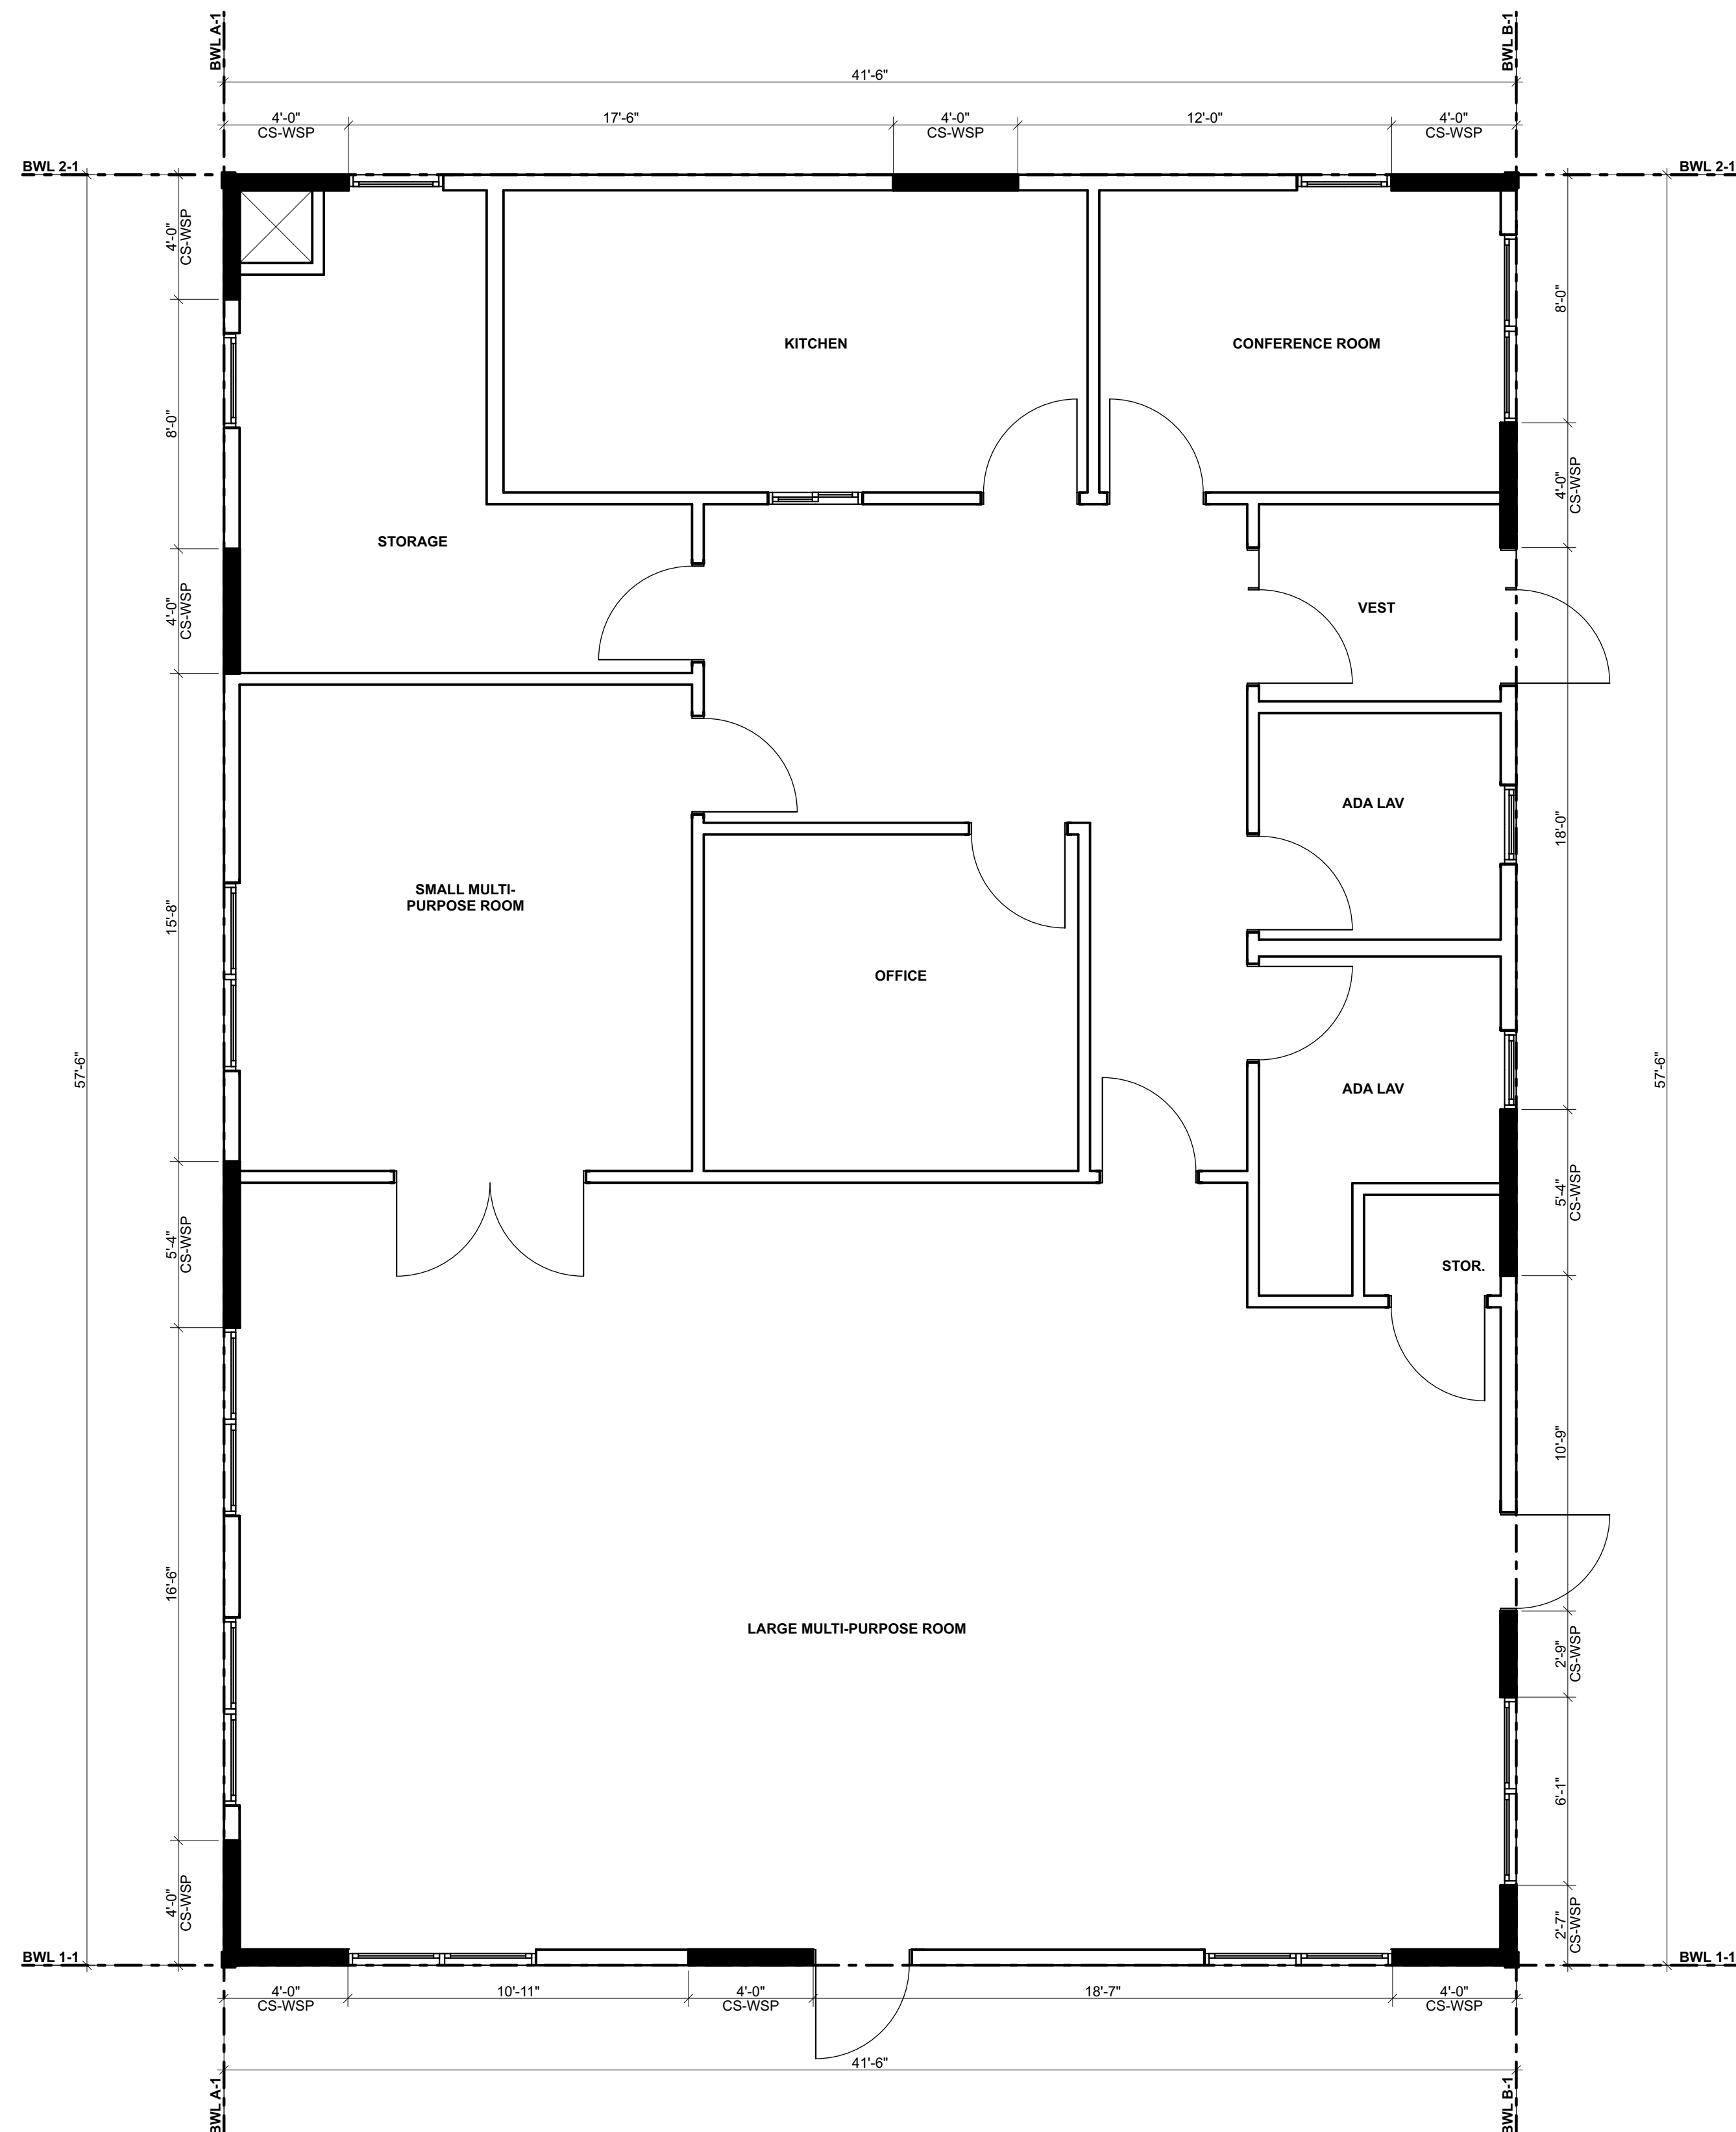 BWL A-1
BWL B-1
41'-6"
4'-0"
CS-WSP
17'-6"
4'-0"
CS-WSP
12'-0"
4'-0"
CS-WSP
BWL 2-1
BWL 2-1
4'-0"
CS-WSP
8'-0"
KITCHEN
CONFERENCE ROOM
8'-0"
4'-0"
CS-WSP
STORAGE
4'-0"
CS-WSP
VEST
ADA LAV
18'-0"
SMALL MULTI-
PURPOSE ROOM
15'-8"
OFFICE
57'-6"
57'-6"
ADA LAV
5'-4"
CS-WSP
5'-4"
CS-WSP
STOR.
10'-9"
16'-6"
LARGE MULTI-PURPOSE ROOM
2'-9"
CS-WSP
6'-1"
4'-0"
CS-WSP
2'-7"
CS-WSP
BWL 1-1
BWL 1-1
4'-0"
CS-WSP
10'-11"
4'-0"
CS-WSP
18'-7"
4'-0"
CS-WSP
41'-6"
BWL A-1
BWL B-1